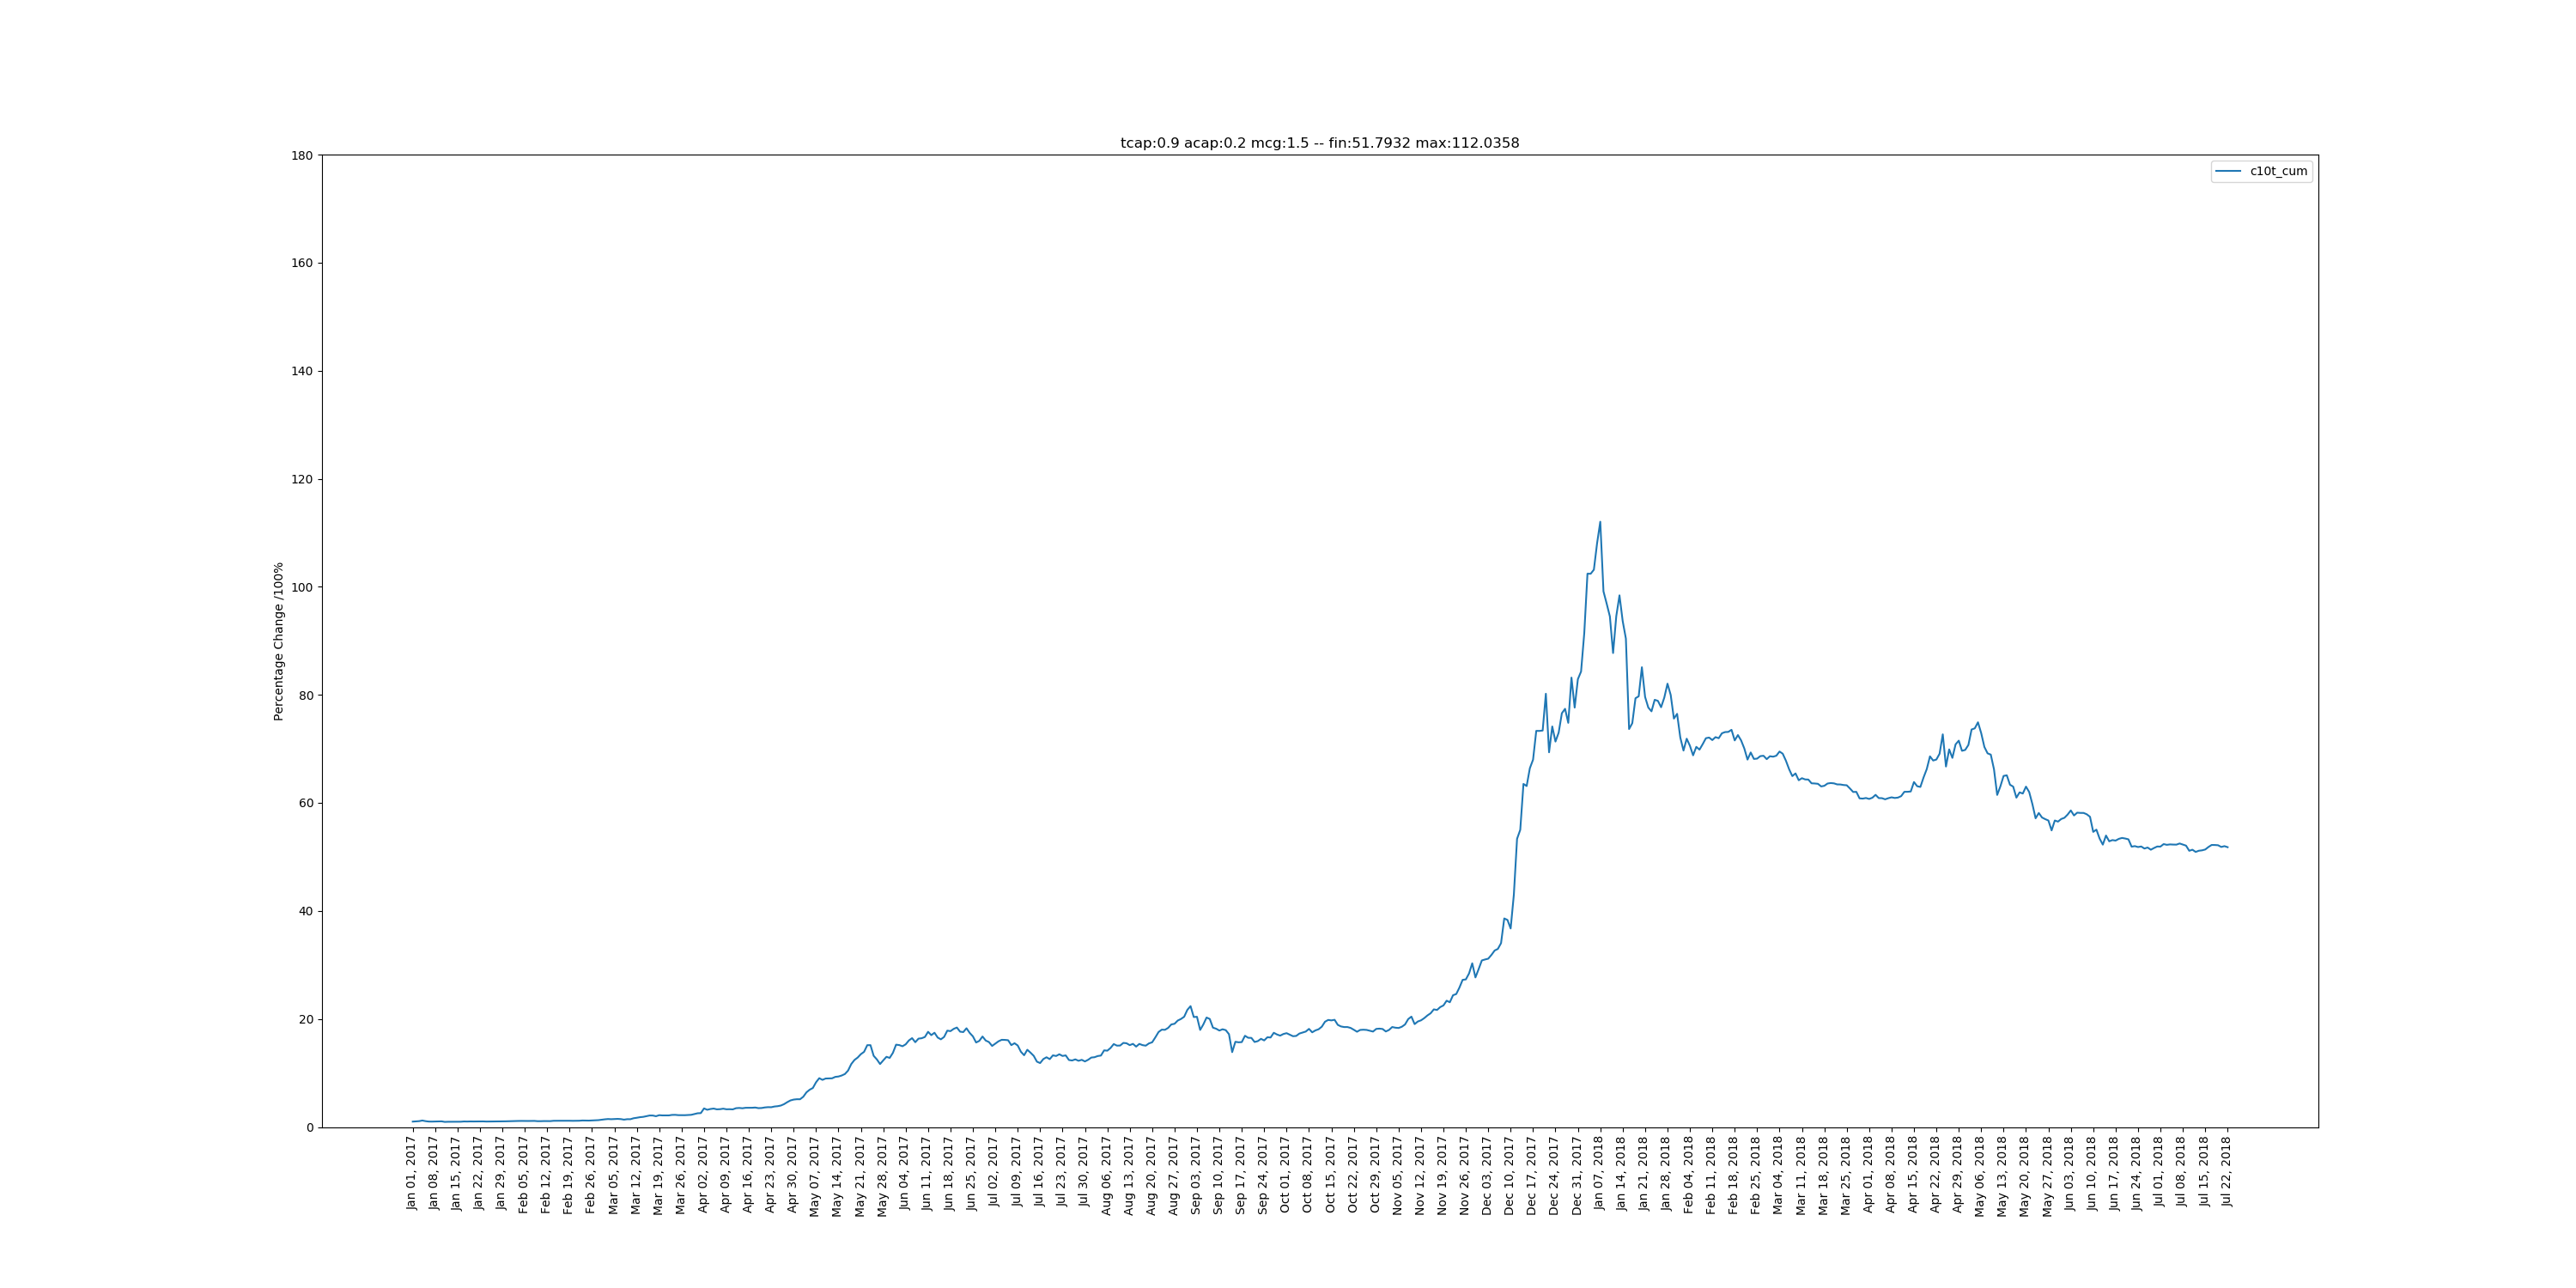 tcap:0.9 acap:0.2 mcg:1.5 -- fin:51.7932 max:112.0358
c10t_cum
Percentage Change /100%
180
160
140
120
100
80
60
40
20
0
Jan 01, 2017
Jan 08, 2017
Jan 15, 2017
Jan 22, 2017
Jan 29, 2017
Feb 05, 2017
Feb 12, 2017
Feb 19, 2017
Feb 26, 2017
Mar 05, 2017
Mar 12, 2017
Mar 19, 2017
Mar 26, 2017
Apr 02, 2017
Apr 09, 2017
Apr 16, 2017
Apr 23, 2017
Apr 30, 2017
May 07, 2017
May 14, 2017
May 21, 2017
May 28, 2017
Jun 04, 2017
Jun 11, 2017
Jun 18, 2017
Jun 25, 2017
Jul 02, 2017
Jul 09, 2017
Jul 16, 2017
Jul 23, 2017
Jul 30, 2017
Aug 06, 2017
Aug 13, 2017
Aug 20, 2017
Aug 27, 2017
Sep 03, 2017
Sep 10, 2017
Sep 17, 2017
Sep 24, 2017
Oct 01, 2017
Oct 08, 2017
Oct 15, 2017
Oct 22, 2017
Oct 29, 2017
Nov 05, 2017
Nov 12, 2017
Nov 19, 2017
Nov 26, 2017
Dec 03, 2017
Dec 10, 2017
Dec 17, 2017
Dec 24, 2017
Dec 31, 2017
Jan 07, 2018
Jan 14, 2018
Jan 21, 2018
Jan 28, 2018
Feb 04, 2018
Feb 11, 2018
Feb 18, 2018
Feb 25, 2018
Mar 04, 2018
Mar 11, 2018
Mar 18, 2018
Mar 25, 2018
Apr 01, 2018
Apr 08, 2018
Apr 15, 2018
Apr 22, 2018
Apr 29, 2018
May 06, 2018
May 13, 2018
May 20, 2018
May 27, 2018
Jun 03, 2018
Jun 10, 2018
Jun 17, 2018
Jun 24, 2018
Jul 01, 2018
Jul 08, 2018
Jul 15, 2018
Jul 22, 2018